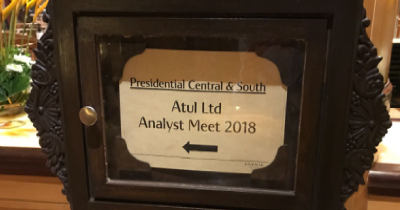 Presidential Central & South
Atul Ltd
Analyst Meet 2018